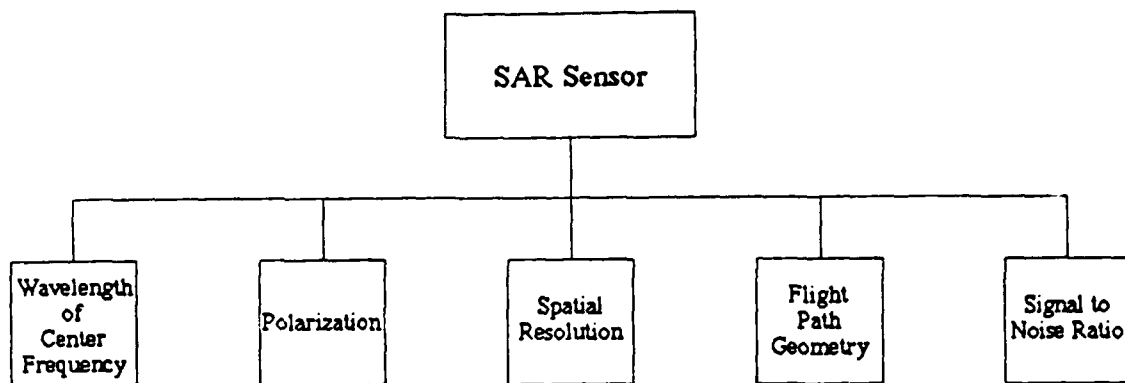 SAR Sensor
Wavelength
of
Center
Frequency
Polarization
Spatial
Resolution
Flight
Path
Geometry
Signal to
Noise Ratio